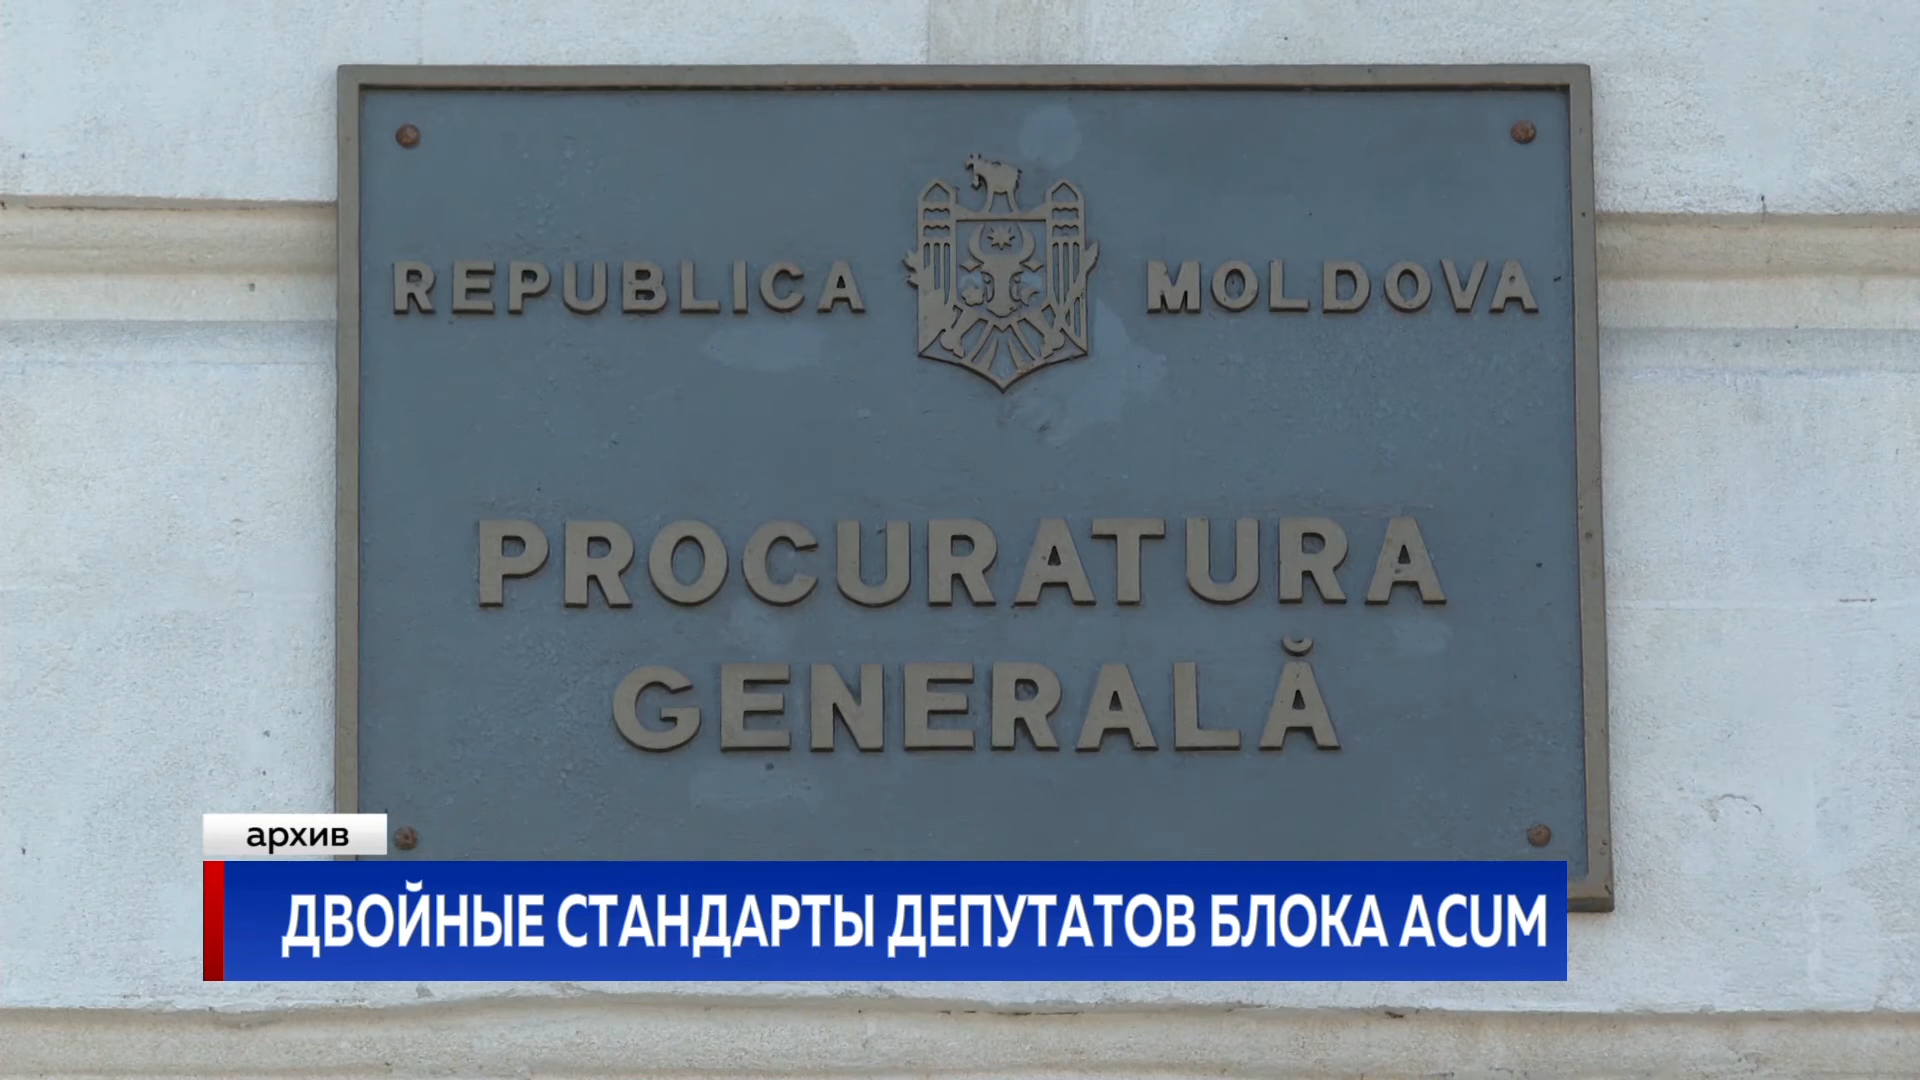 REPUBLICA MOLDOVA
PROCURATURA
GENERALĂ
архив
ДВОЙНЫЕ СТАНДАРТЫ ДЕПУТАТОВ БЛОКА ACUM